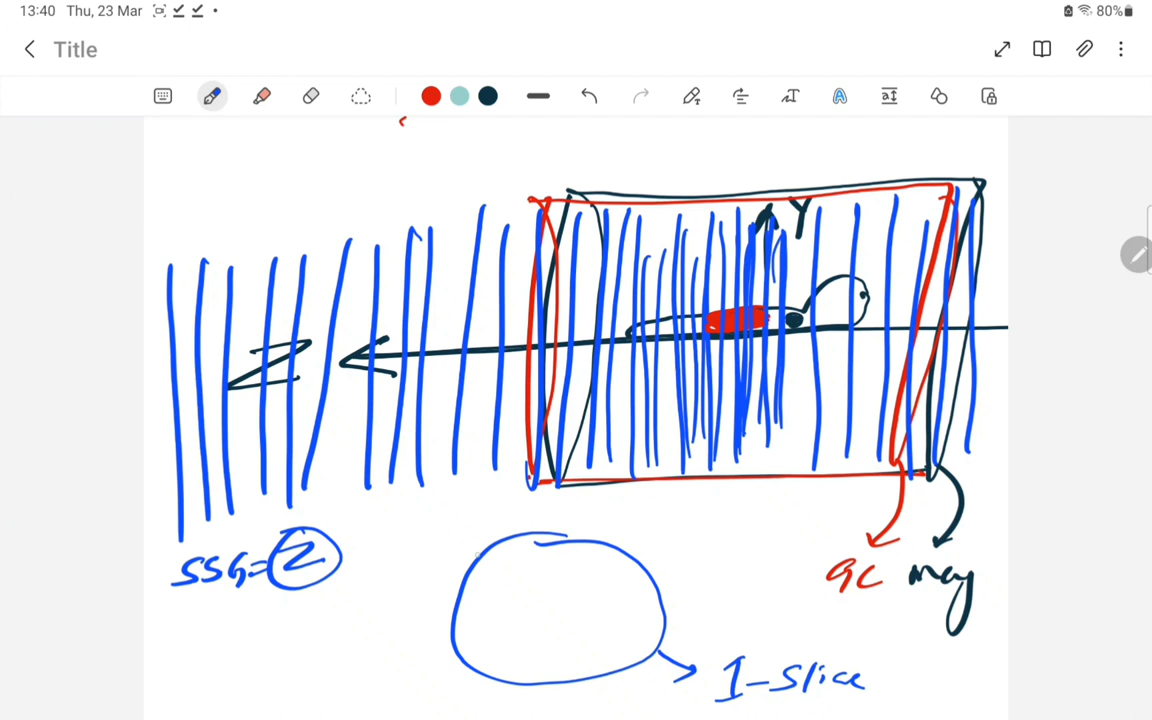 13:40 Thu, 23 Mar
80%
Title
Y
Z
SSG=Z
GC mag
1-Slice